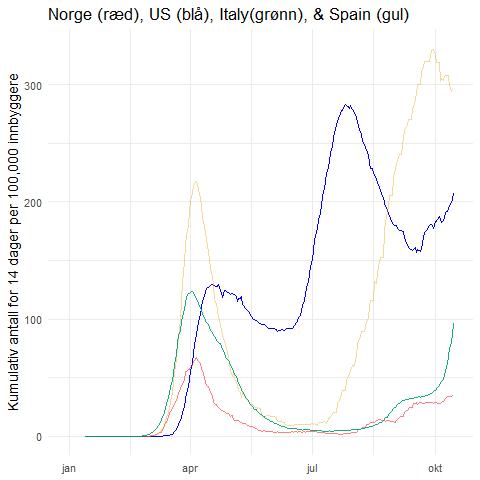 Norge (ræd), US (blå), Italy(grønn), & Spain (gul)
Kumulativ antall for 14 dager per 100,000 innbyggere
300
200
100
0
jan
apr
jul
okt